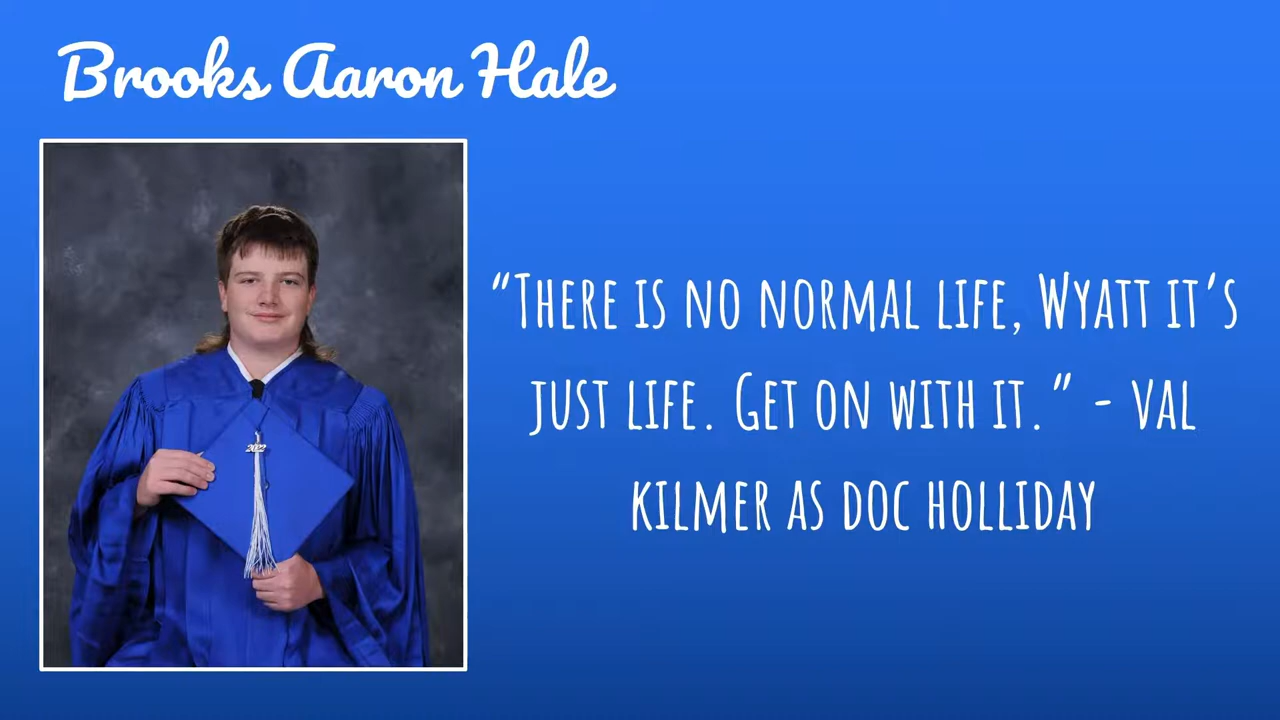 Brooks Aaron Hale
2022
“There is no normal life, Wyatt it’s
just life. Get on with it.” - Val
Kilmer as Doc Holliday